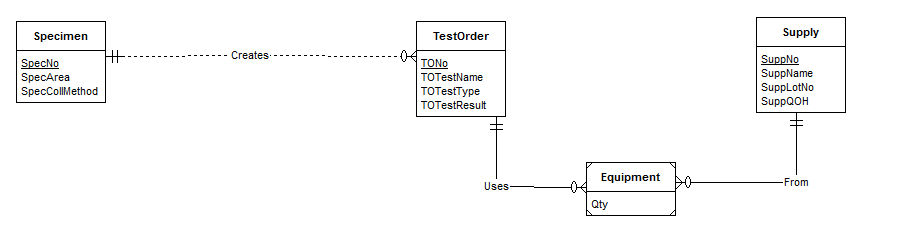 Specimen
SpecNo
SpecArea
SpecCollMethod
Creates
TestOrder
TONo
TOTestName
TOTestType
TOTestResult
Supply
SuppNo
SuppName
SuppLotNo
SuppQOH
Uses
Equipment
Qty
From